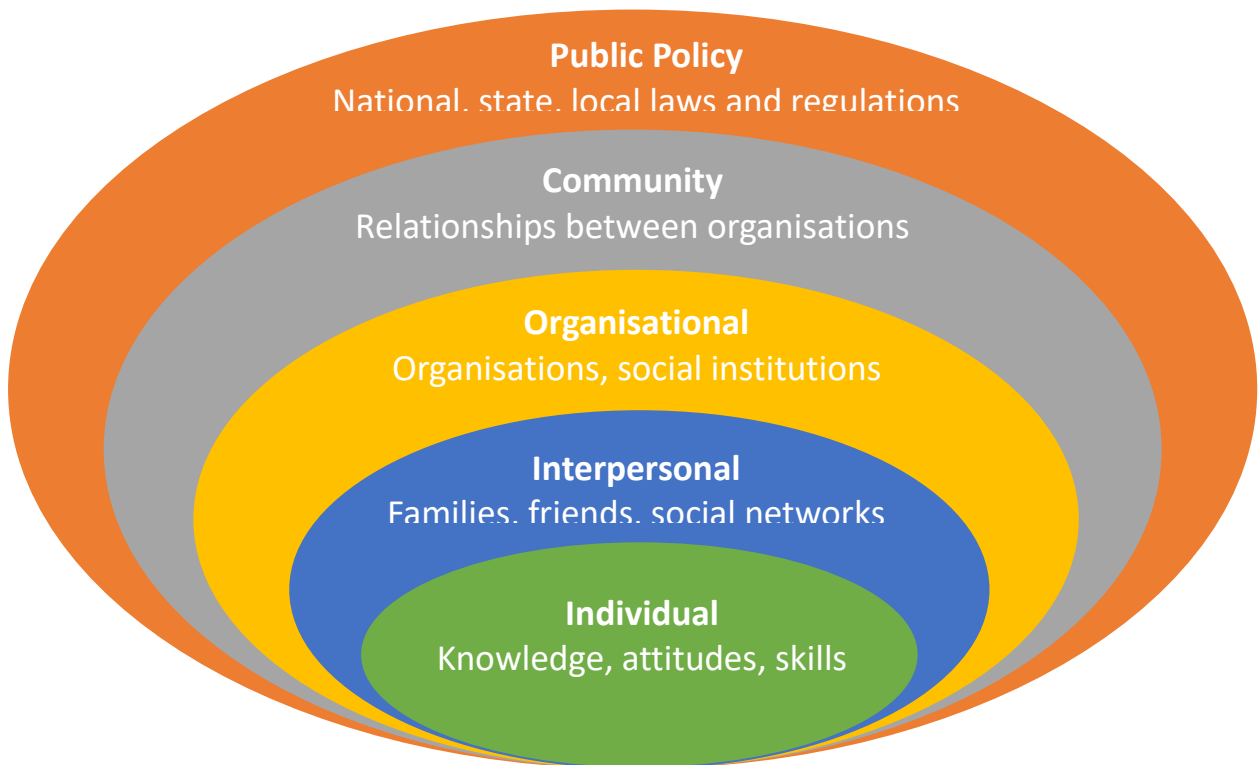 Public Policy
National, state, local laws and regulations
Community
Relationships between organisations
Organisational
Organisations, social institutions
Interpersonal
Families, friends, social networks
Individual
Knowledge, attitudes, skills